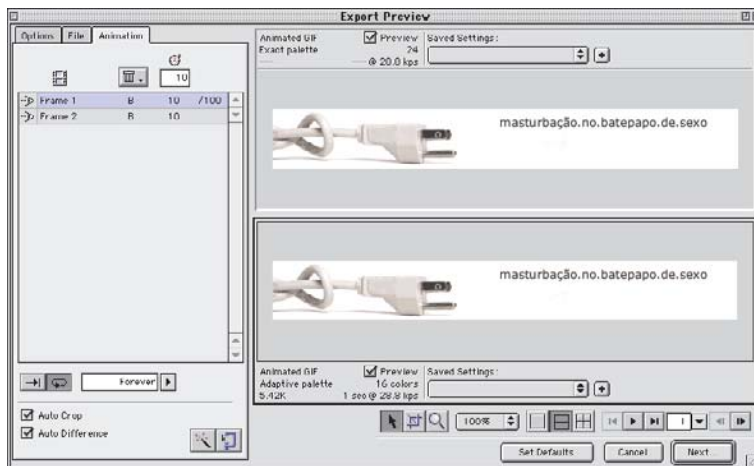 Export Preview
Options File Animation
10
Frame 1 B 10 /100
Frame 2 B 10
Forever
Auto Crop
Auto Difference
Animated GIF Preview Saved Settings:
Exact palette 24
@ 20.0 kps
masturbação.no.batepapo.de.sexo
masturbação.no.batepapo.de.sexo
Animated GIF Preview Saved Settings:
Adaptive palette 16 colors
5.42K 1 sec @ 28.8 kps
100% 1
Set Defaults Cancel Next...